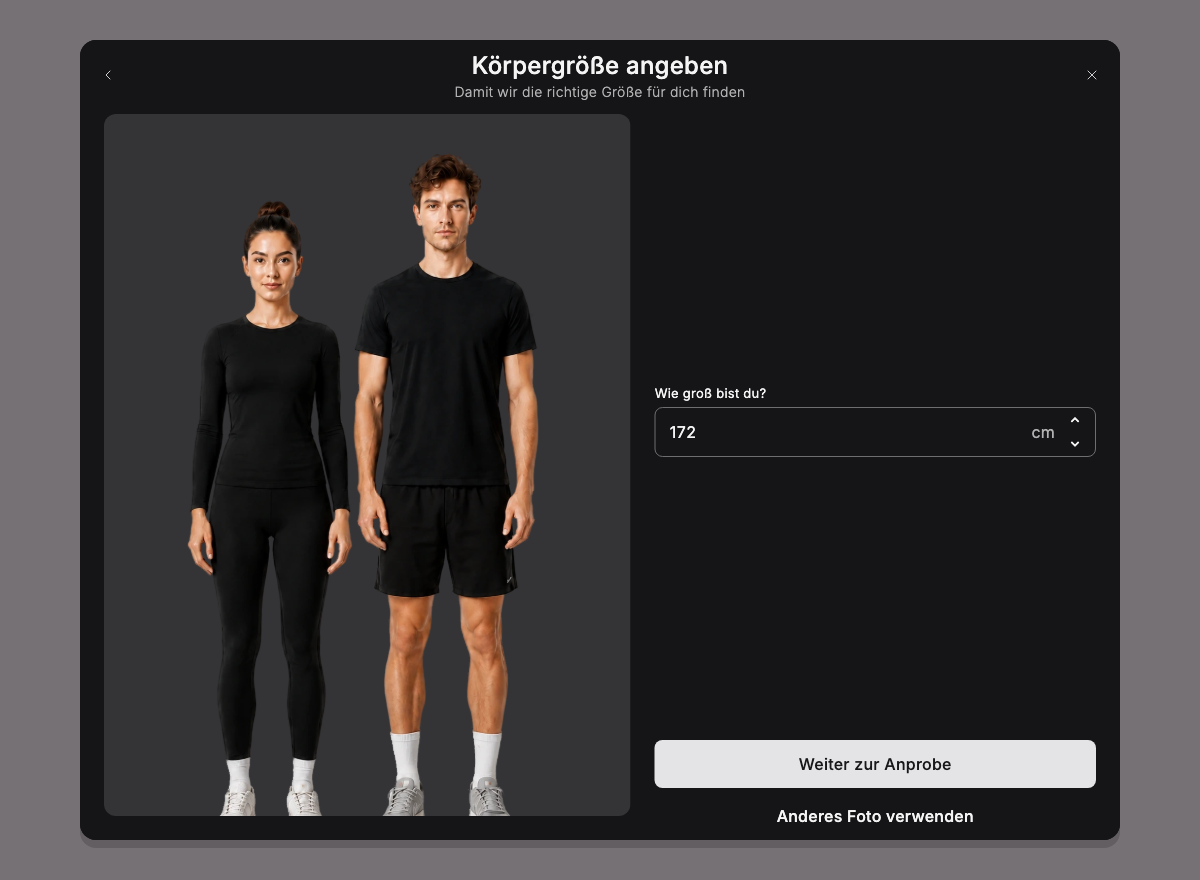 Körpergröße angeben
Damit wir die richtige Größe für dich finden
Wie groß bist du?
172 cm
Weiter zur Anprobe
Anderes Foto verwenden